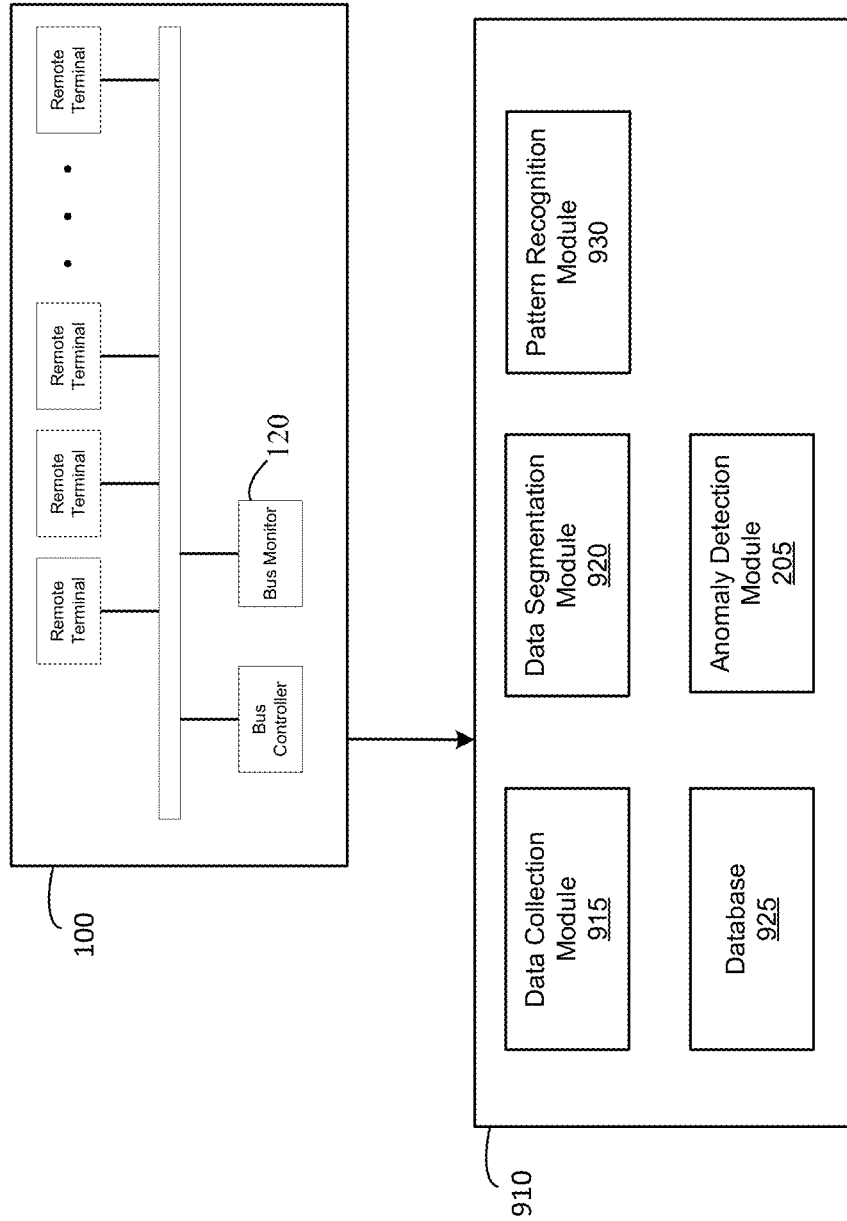 100
Remote
Terminal
Remote
Terminal
Remote
Terminal
Remote
Terminal
Bus
Controller
Bus Monitor
120
910
Data Collection
Module
915
Data Segmentation
Module
920
Pattern Recognition
Module
930
Database
925
Anomaly Detection
Module
205